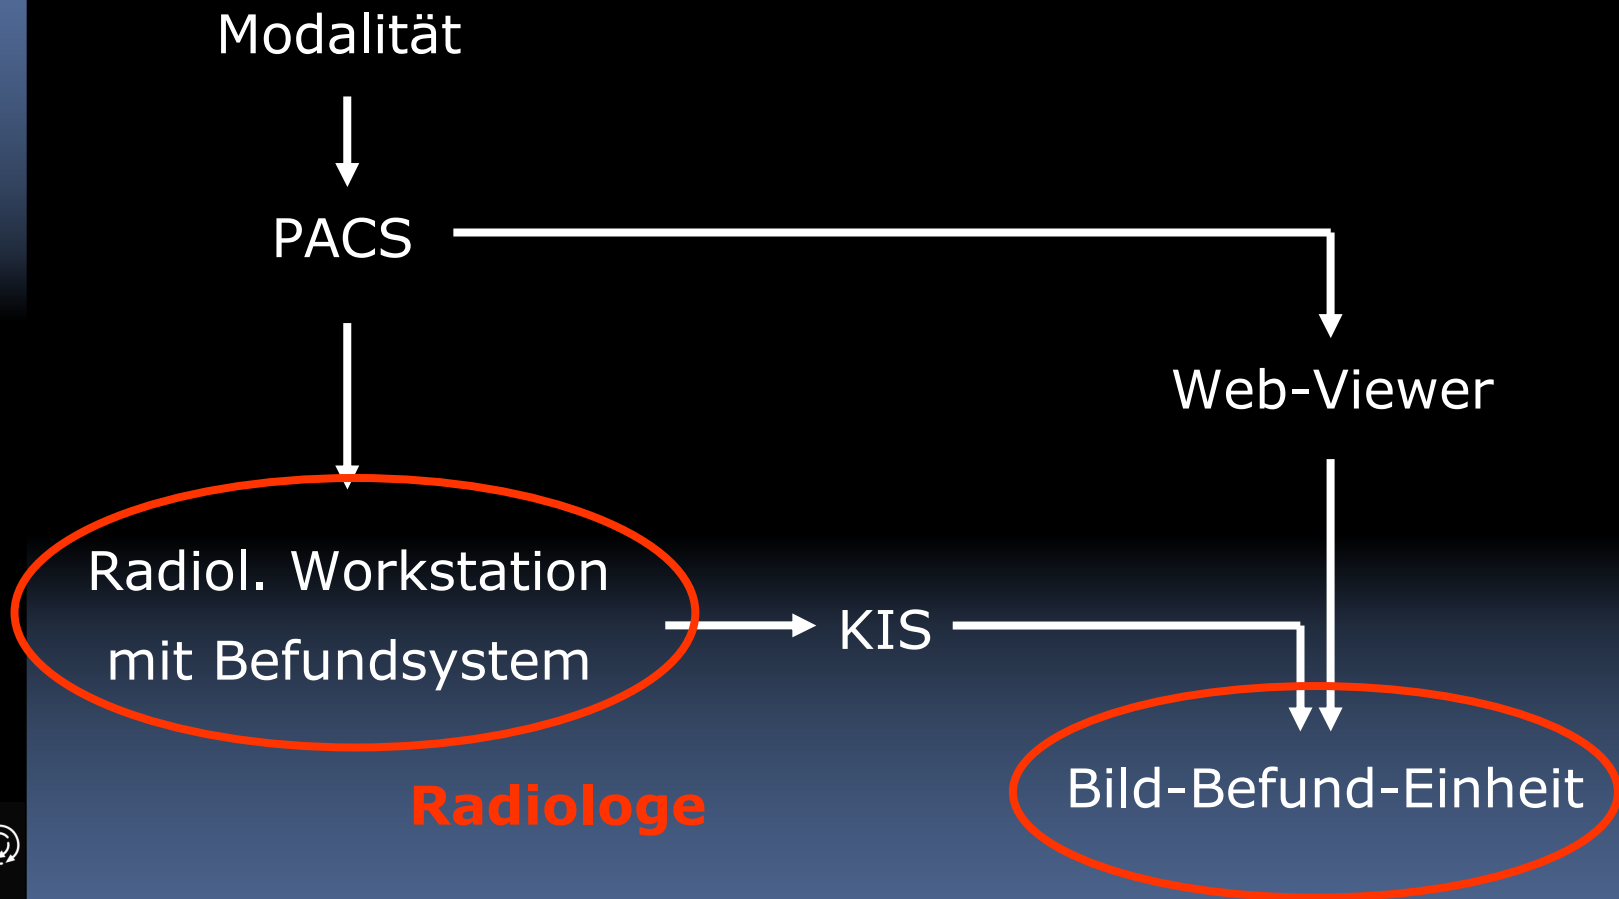 Modalität
PACS
Web-Viewer
Radiol. Workstation
mit Befundsystem
KIS
Bild-Befund-Einheit
Radiologe